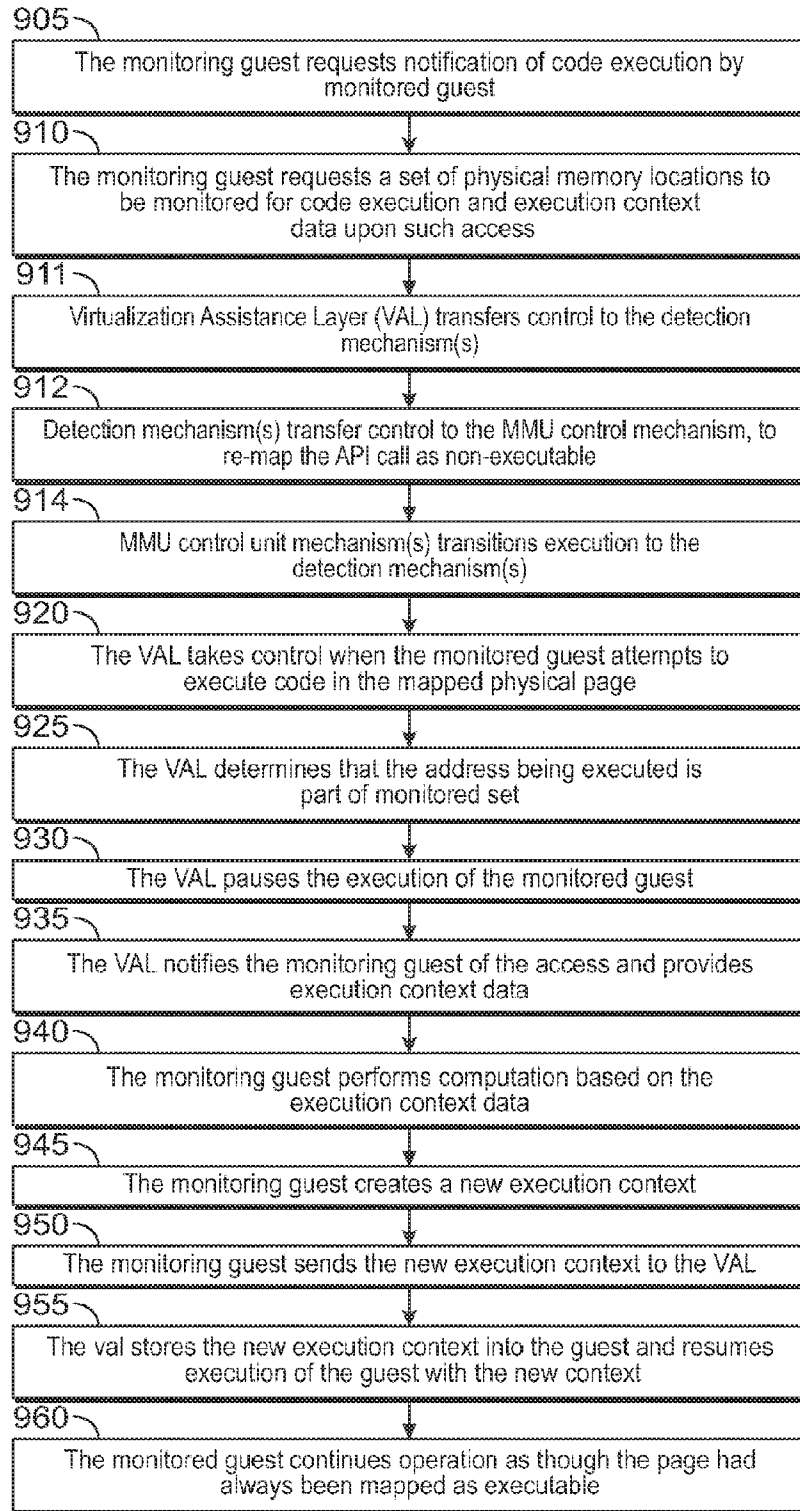 905
The monitoring guest requests notification of code execution by
monitored guest
910
The monitoring guest requests a set of physical memory locations to
be monitored for code execution and execution context
data upon such access
911
Virtualization Assistance Layer (VAL) transfers control to the detection
mechanism(s)
912
Detection mechanism(s) transfer control to the MMU control mechanism, to
re-map the API call as non-executable
914
MMU control unit mechanism(s) transitions execution to the
detection mechanism(s)
920
The VAL takes control when the monitored guest attempts to
execute code in the mapped physical page
925
The VAL determines that the address being executed is
part of monitored set
930
The VAL pauses the execution of the monitored guest
935
The VAL notifies the monitoring guest of the access and provides
execution context data
940
The monitoring guest performs computation based on the
execution context data
945
The monitoring guest creates a new execution context
950
The monitoring guest sends the new execution context to the VAL
955
The val stores the new execution context into the guest and resumes
execution of the guest with the new context
960
The monitored guest continues operation as though the page had
always been mapped as executable